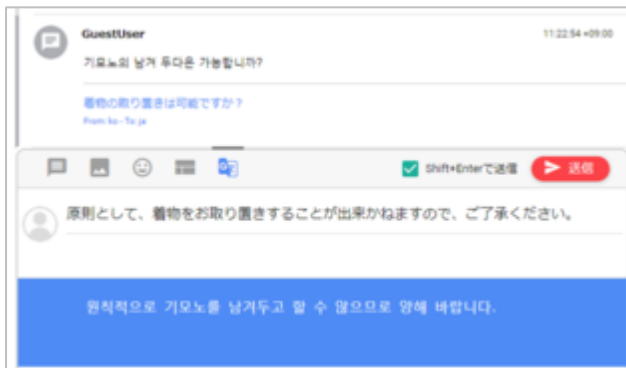 GuestUser
11:22:54 +09:00
기모노의 남겨 두다은 가능합니까?
着物の取り置きは可能ですか？
From: ko - To: ja
Shift+Enterで送信
送信
原則として、着物をお取り置きすることが出来かねますので、ご了承ください。
원칙적으로 기모노를 남겨두고 할 수 않으므로 양해 바랍니다.